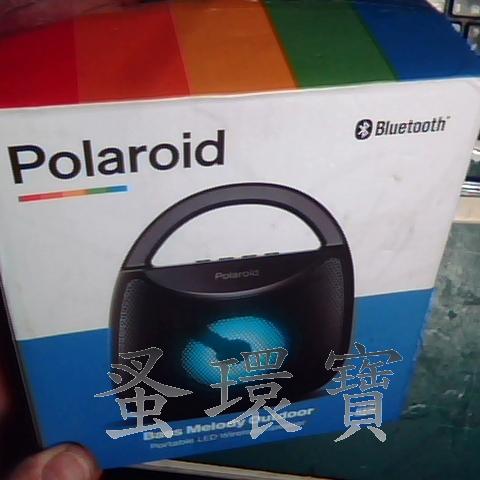 Bluetooth
Polaroid
Polaroid
蚤環寶
Bass Melody Outdoor
Portable LED Wireless